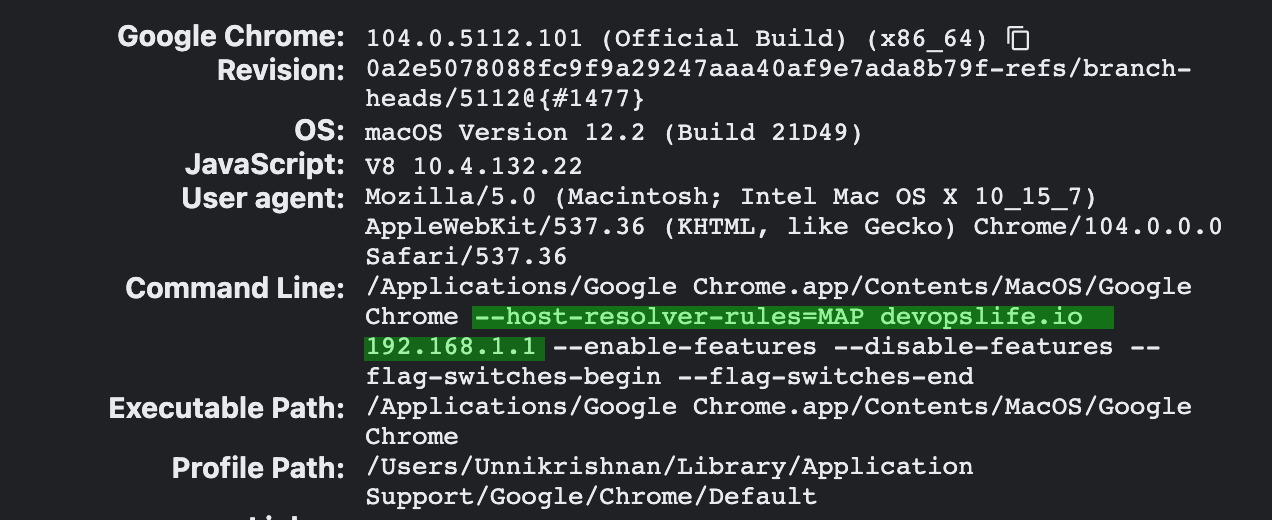 Google Chrome: 104.0.5112.101 (Official Build) (x86_64)
Revision: 0a2e5078088fc9f9a29247aaa40af9e7ada8b79f-refs/branch-
heads/5112@{#1477}
OS: macOS Version 12.2 (Build 21D49)
JavaScript: V8 10.4.132.22
User agent: Mozilla/5.0 (Macintosh; Intel Mac OS X 10_15_7)
AppleWebKit/537.36 (KHTML, like Gecko) Chrome/104.0.0.0
Safari/537.36
Command Line: /Applications/Google Chrome.app/Contents/MacOS/Google
Chrome --host-resolver-rules=MAP devopslife.io
192.168.1.1 --enable-features --disable-features --
flag-switches-begin --flag-switches-end
Executable Path: /Applications/Google Chrome.app/Contents/MacOS/Google
Chrome
Profile Path: /Users/Unnikrishnan/Library/Application
Support/Google/Chrome/Default